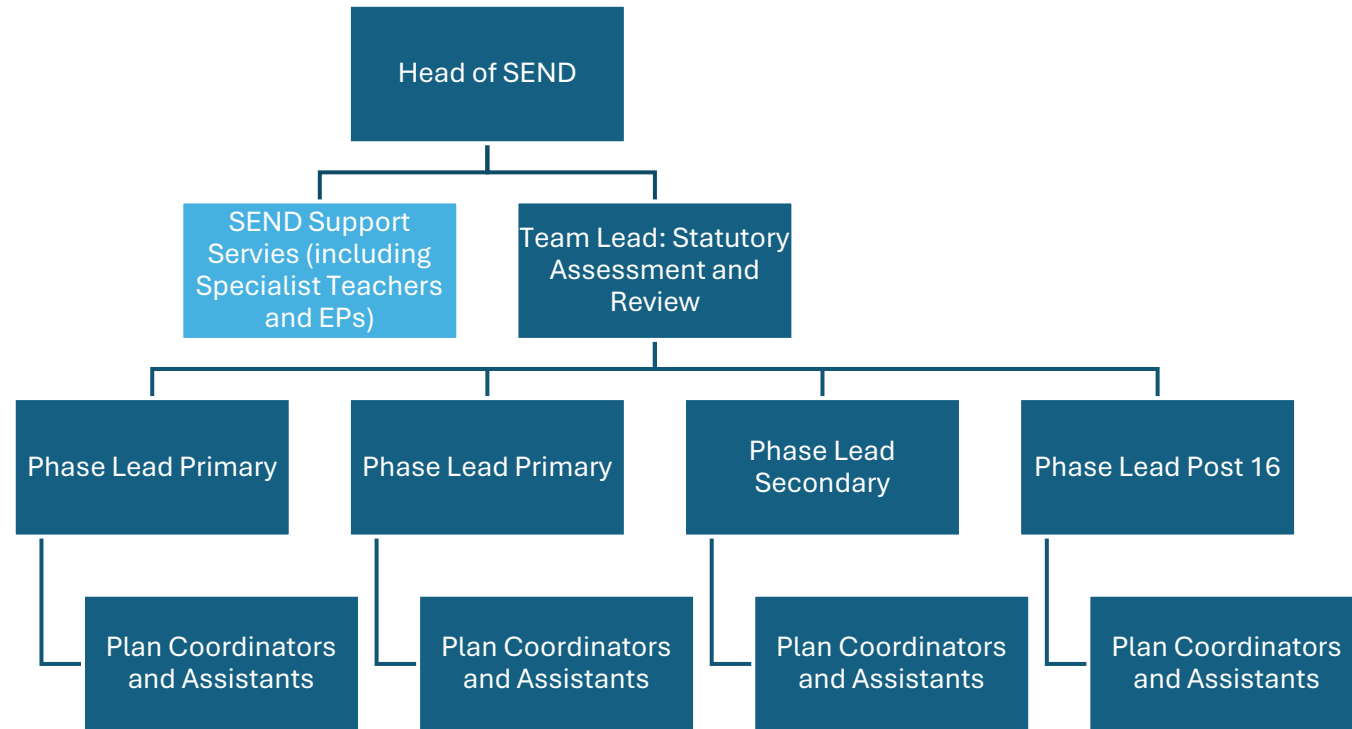 Head of SEND
SEND Support
Servies (including
Specialist Teachers
and EPs)
Team Lead: Statutory
Assessment and
Review
Phase Lead Primary
Phase Lead Primary
Phase Lead
Secondary
Phase Lead Post 16
Plan Coordinators
and Assistants
Plan Coordinators
and Assistants
Plan Coordinators
and Assistants
Plan Coordinators
and Assistants